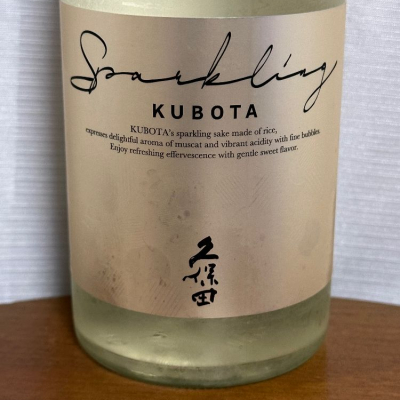 Sparkling
KUBOTA
KUBOTA's sparkling sake made of rice,
expresses delightful aroma of muscat and vibrant acidity with fine bubbles.
Enjoy refreshing effervescence with gentle sweet flavor.
久保田